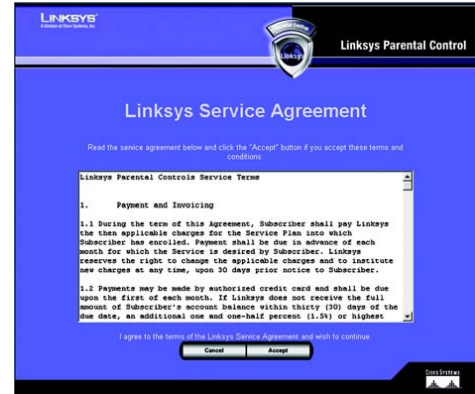 LINKSYS®
A Division of Cisco Systems, Inc.
Parental Control
Linksys
Linksys Parental Control
Linksys Service Agreement
Read the service agreement below and click the "Accept" button if you accept these terms and
conditions.
Linksys Parental Controls Service Terms
1. Payment and Invoicing
1.1 During the term of this Agreement, Subscriber shall pay Linksys
the then applicable charges for the Service Plan into which
Subscriber has enrolled. Payment shall be due in advance of each
month for which the Service is desired by Subscriber. Linksys
reserves the right to change the applicable charges and to institute
new charges at any time, upon 30 days prior notice to Subscriber.
1.2 Payments may be made by authorized credit card and shall be due
upon the first of each month. If Linksys does not receive the full
amount of Subscriber's account balance within thirty (30) days of the
due date, an additional one and one-half percent (1.5%) or highest
I agree to the terms of the Linksys Service Agreement and wish to continue.
Cancel Accept
CISCO SYSTEMS